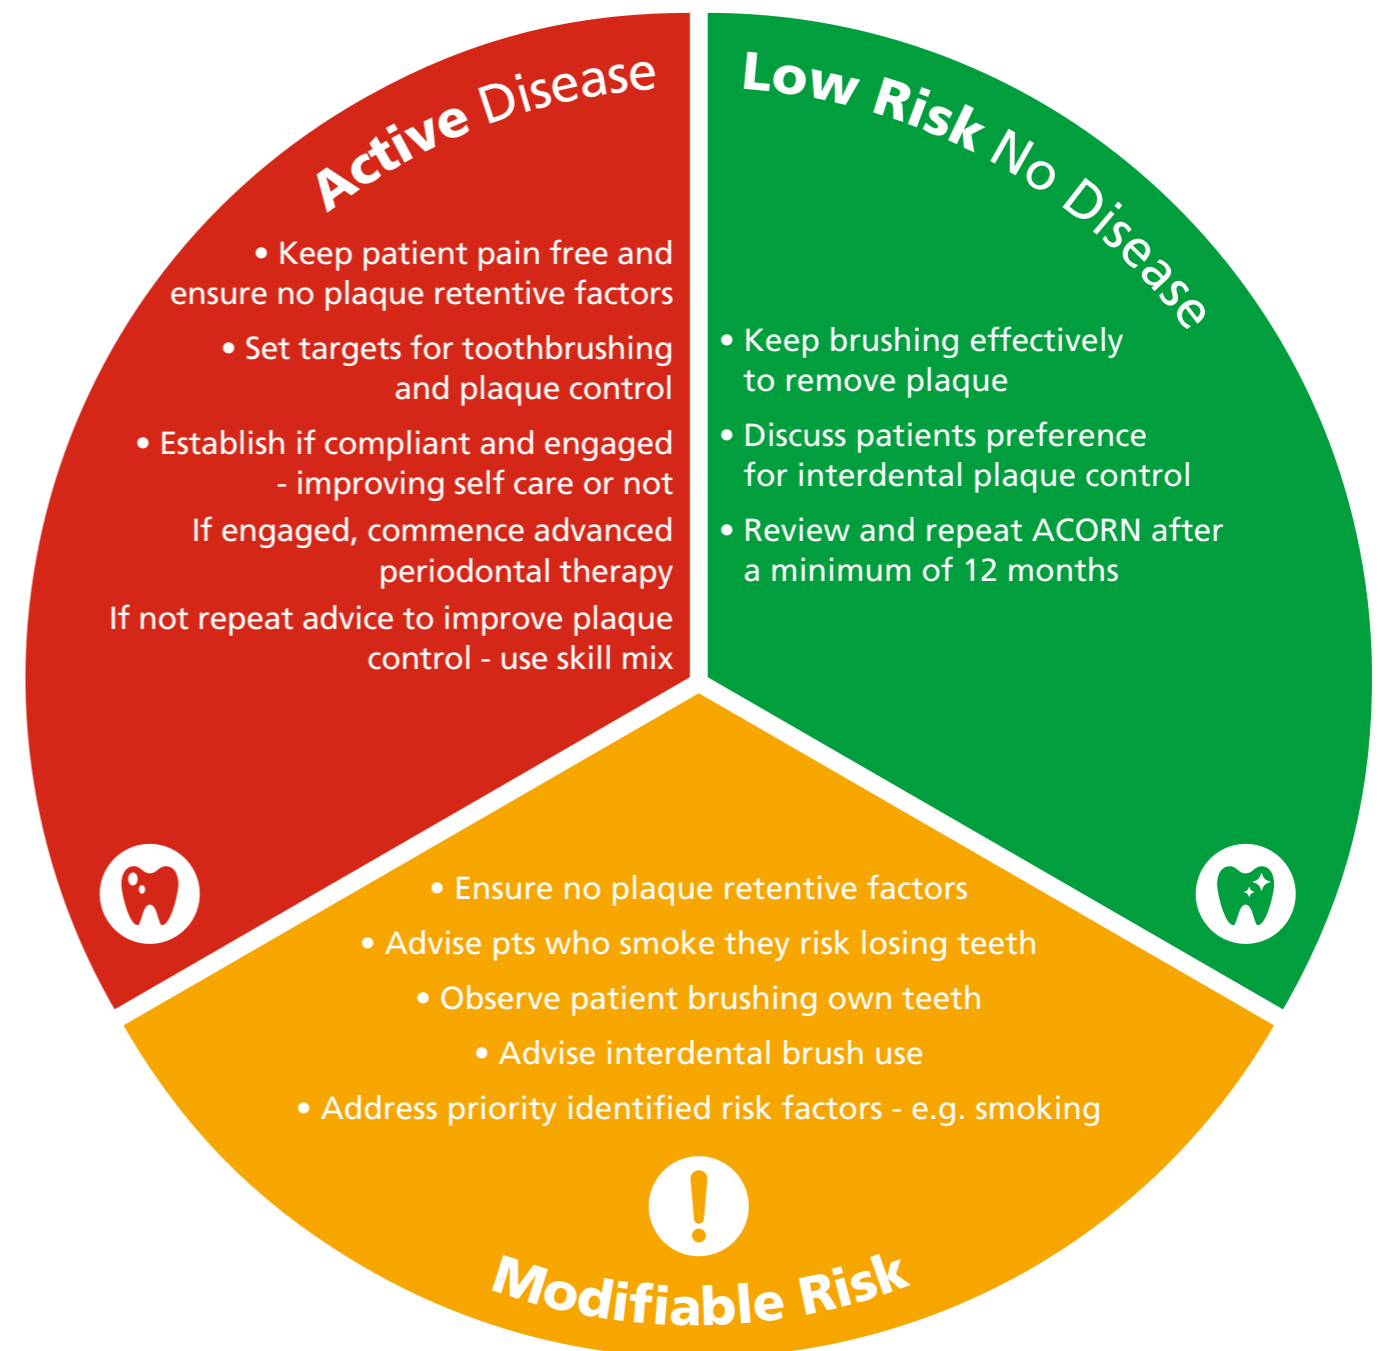 Active Disease
• Keep patient pain free and
ensure no plaque retentive factors
• Set targets for toothbrushing
and plaque control
• Establish if compliant and engaged
- improving self care or not
If engaged, commence advanced
periodontal therapy
If not repeat advice to improve plaque
control - use skill mix
Low Risk No Disease
• Keep brushing effectively
to remove plaque
• Discuss patients preference
for interdental plaque control
• Review and repeat ACORN after
a minimum of 12 months
• Ensure no plaque retentive factors
• Advise pts who smoke they risk losing teeth
• Observe patient brushing own teeth
• Advise interdental brush use
• Address priority identified risk factors - e.g. smoking
!
Modifiable Risk